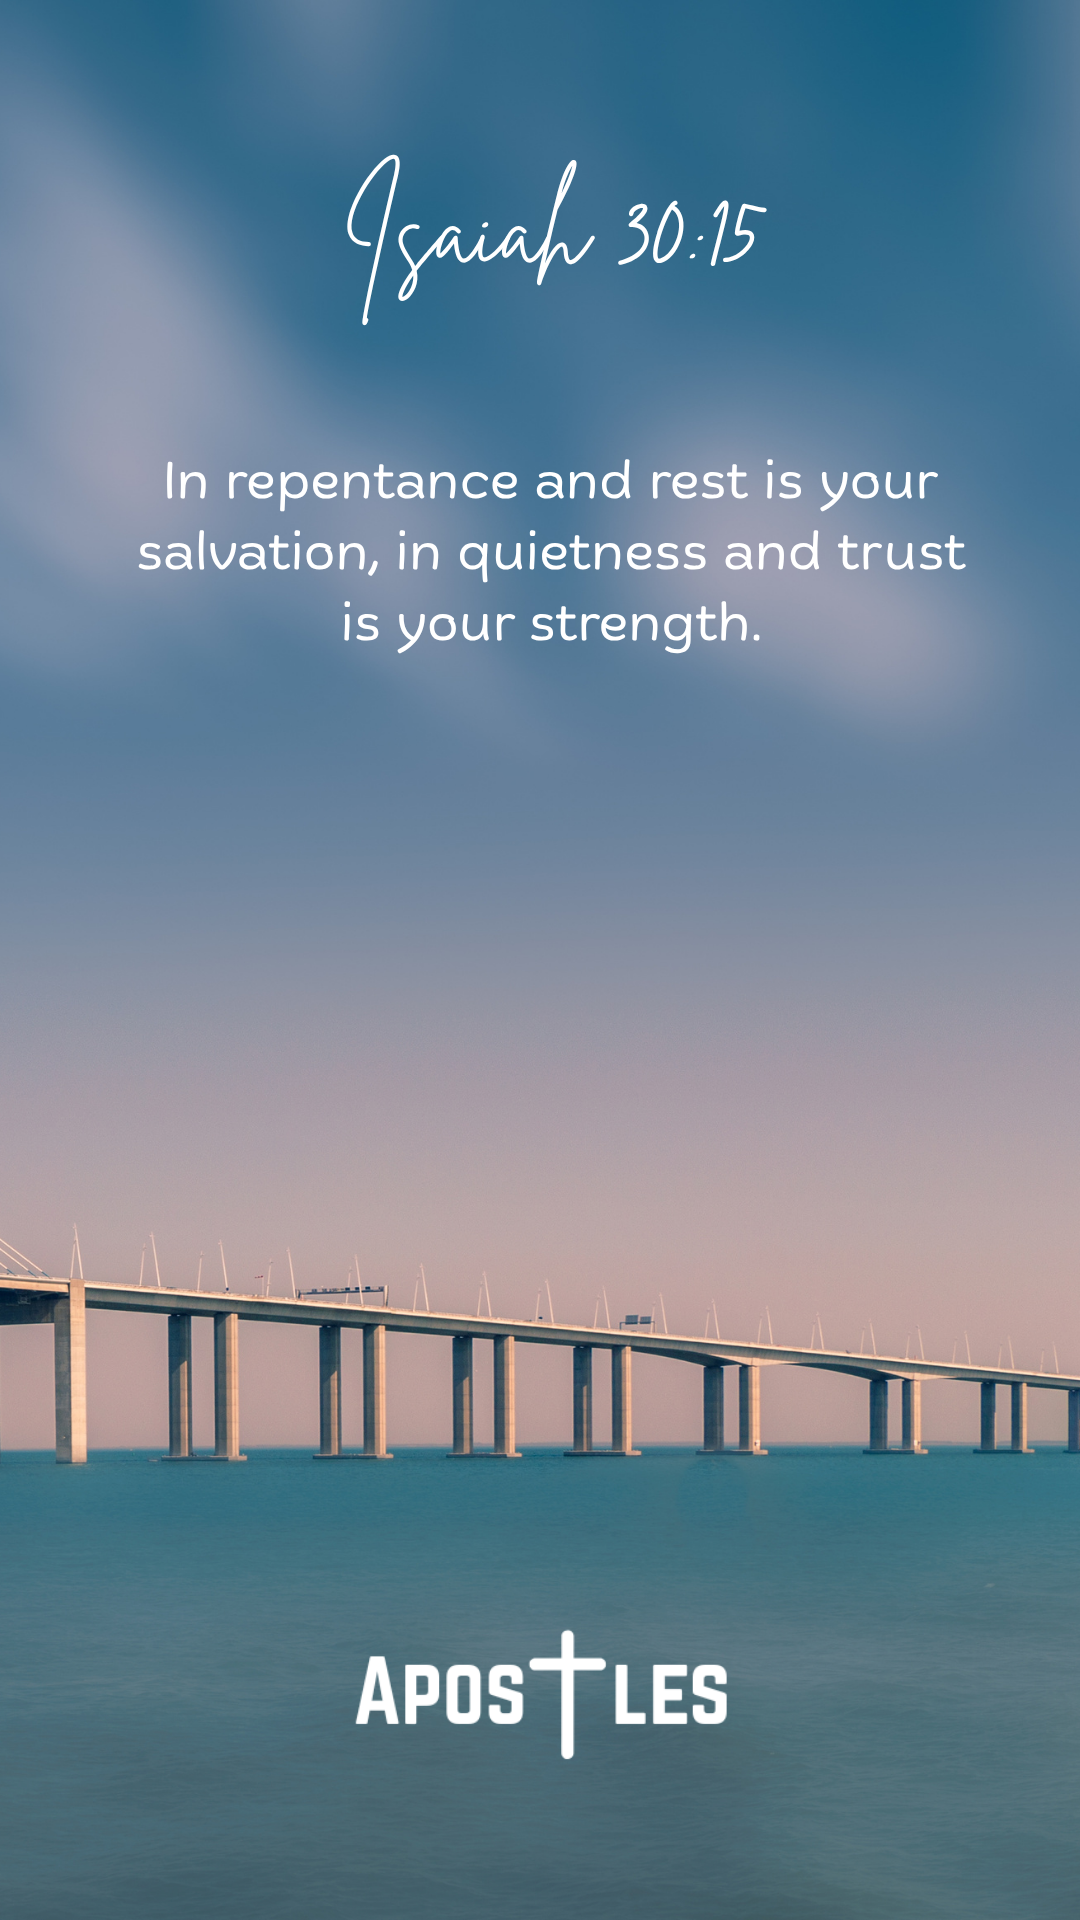 Isaiah 30:15
In repentance and rest is your
salvation, in quietness and trust
is your strength.
APOSTLES